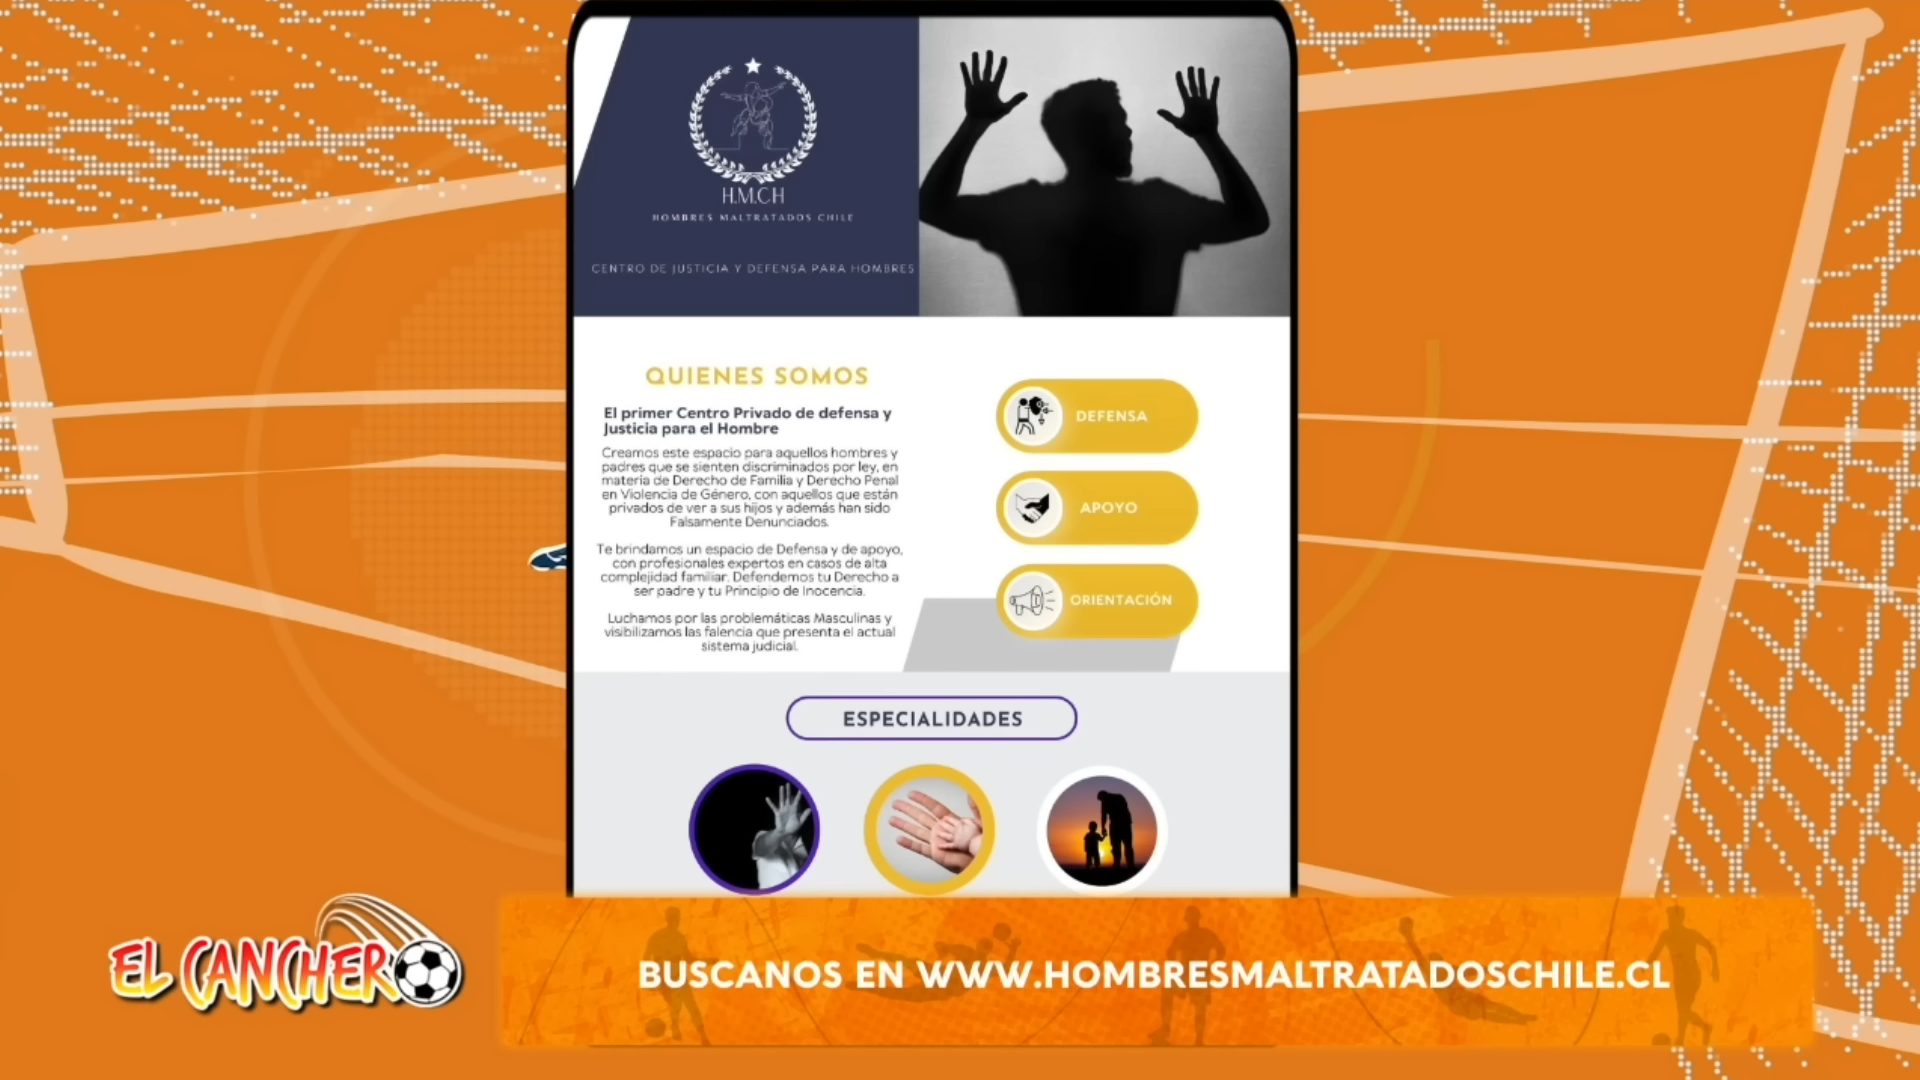 H.M.CH
HOMBRES MALTRATADOS CHILE
CENTRO DE JUSTICIA Y DEFENSA PARA HOMBRES
QUIENES SOMOS
El primer Centro Privado de defensa y
Justicia para el Hombre
Creamos este espacio para aquellos hombres y
padres que se sienten discriminados por ley, en
materia de Derecho de Familia y Derecho Penal
en Violencia de Género, con aquellos que están
privados de ver a sus hijos y además han sido
Falsamente Denunciados.
Te brindamos un espacio de Defensa y de apoyo,
con profesionales expertos en casos de alta
complejidad familiar. Defendemos tu Derecho a
ser padre y tu Principio de Inocencia.
Luchamos por las problemáticas Masculinas y
visibilizamos las falencia que presenta el actual
sistema judicial.
DEFENSA
APOYO
ORIENTACIÓN
ESPECIALIDADES
EL CANCHERO
BUSCANOS EN WWW.HOMBRESMALTRATADOSCHILE.CL